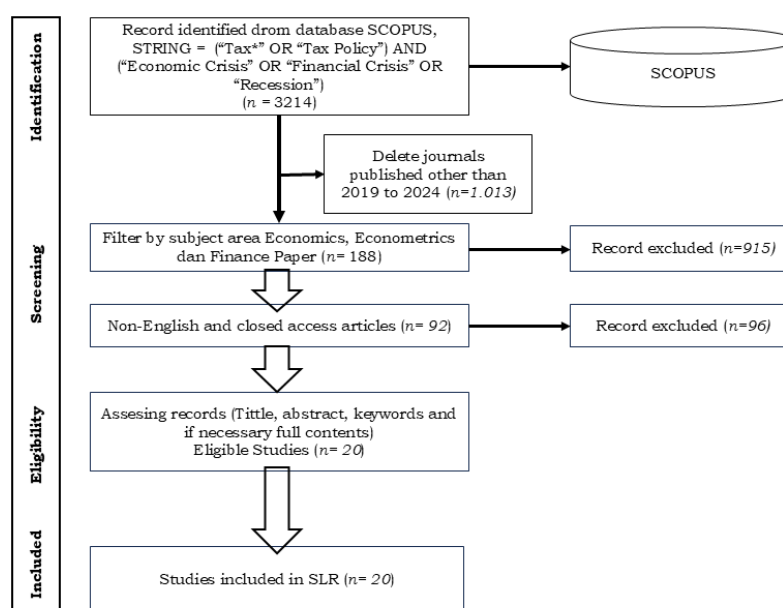 Identification
Record identified drom database SCOPUS,
STRING = (“Tax*” OR “Tax Policy”) AND
(“Economic Crisis” OR “Financial Crisis” OR
“Recession”)
(n = 3214)
SCOPUS
Delete journals
published other than
2019 to 2024 (n=1.013)
Screening
Filter by subject area Economics, Econometrics
dan Finance Paper (n= 188)
Record excluded (n=915)
Non-English and closed access articles (n= 92)
Record excluded (n=96)
Eligibility
Assesing records (Tittle, abstract, keywords and
if necessary full contents)
Eligible Studies (n= 20)
Included
Studies included in SLR (n= 20)